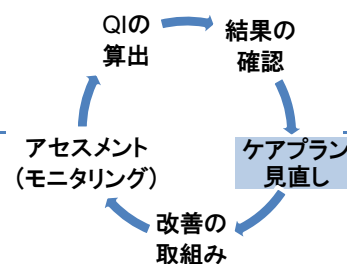 QIの
算出
結果の
確認
ケアプラン
見直し
改善の
取組み
アセスメント
（モニタリング）